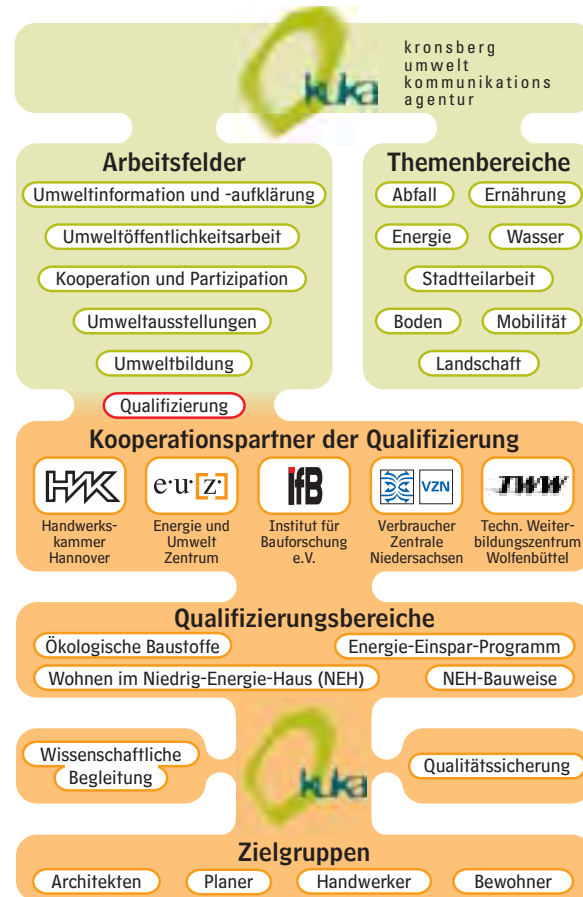 kuka
kronsberg
umwelt
kommunikations
agentur
Arbeitsfelder
Umweltinformation und -aufklärung
Umweltöffentlichkeitsarbeit
Kooperation und Partizipation
Umweltausstellungen
Umweltbildung
Qualifizierung
Themenbereiche
Abfall
Ernährung
Energie
Wasser
Stadtteilarbeit
Boden
Mobilität
Landschaft
Kooperationspartner der Qualifizierung
HWK
Handwerks-
kammer
Hannover
e·u·[z·]
Energie und
Umwelt
Zentrum
ifB
Institut für
Bauforschung
e.V.
VZN
Verbraucher
Zentrale
Niedersachsen
TWW
Techn. Weiter-
bildungszentrum
Wolfenbüttel
Qualifizierungsbereiche
Ökologische Baustoffe
Energie-Einspar-Programm
Wohnen im Niedrig-Energie-Haus (NEH)
NEH-Bauweise
Wissenschaftliche
Begleitung
kuka
Qualitätssicherung
Zielgruppen
Architekten
Planer
Handwerker
Bewohner